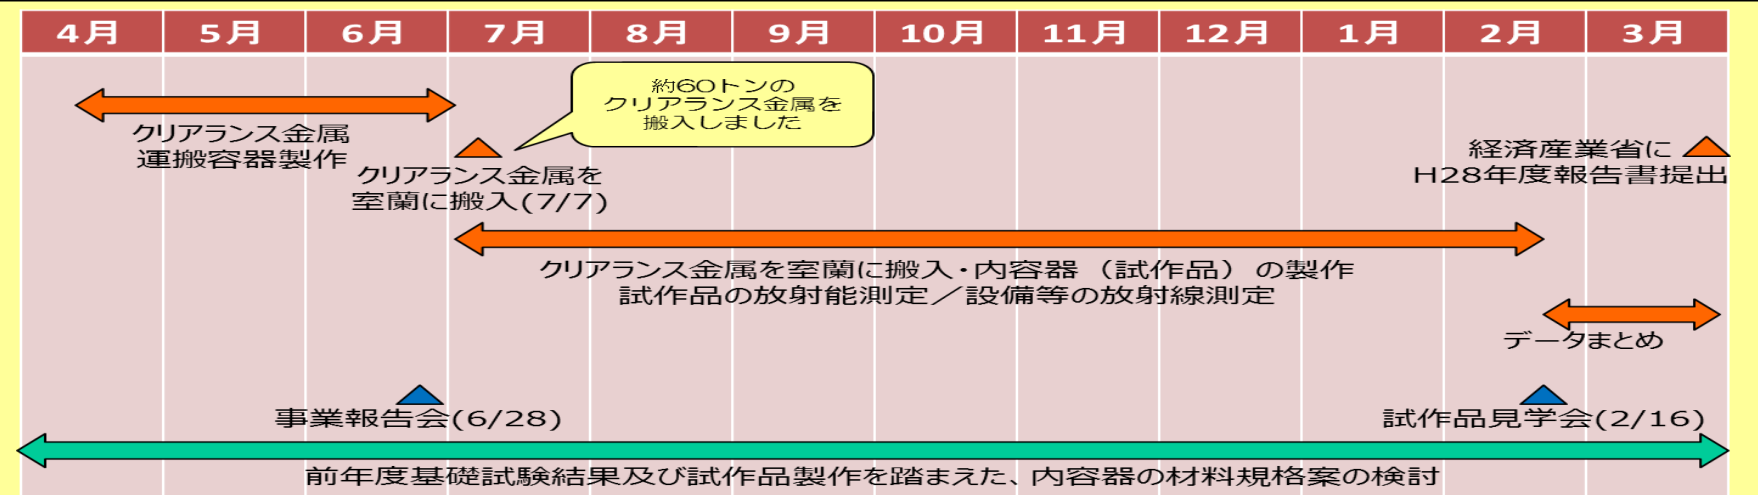 4月 5月 6月 7月 8月 9月 10月 11月 12月 1月 2月 3月
約60トンの
クリアランス金属を
搬入しました
クリアランス金属
運搬容器製作
クリアランス金属を
室蘭に搬入(7/7)
経済産業省に
H28年度報告書提出
クリアランス金属を室蘭に搬入・内容器（試作品）の製作
試作品の放射能測定／設備等の放射線測定
データまとめ
事業報告会(6/28)
試作品見学会(2/16)
前年度基礎試験結果及び試作品製作を踏まえた、内容器の材料規格案の検討